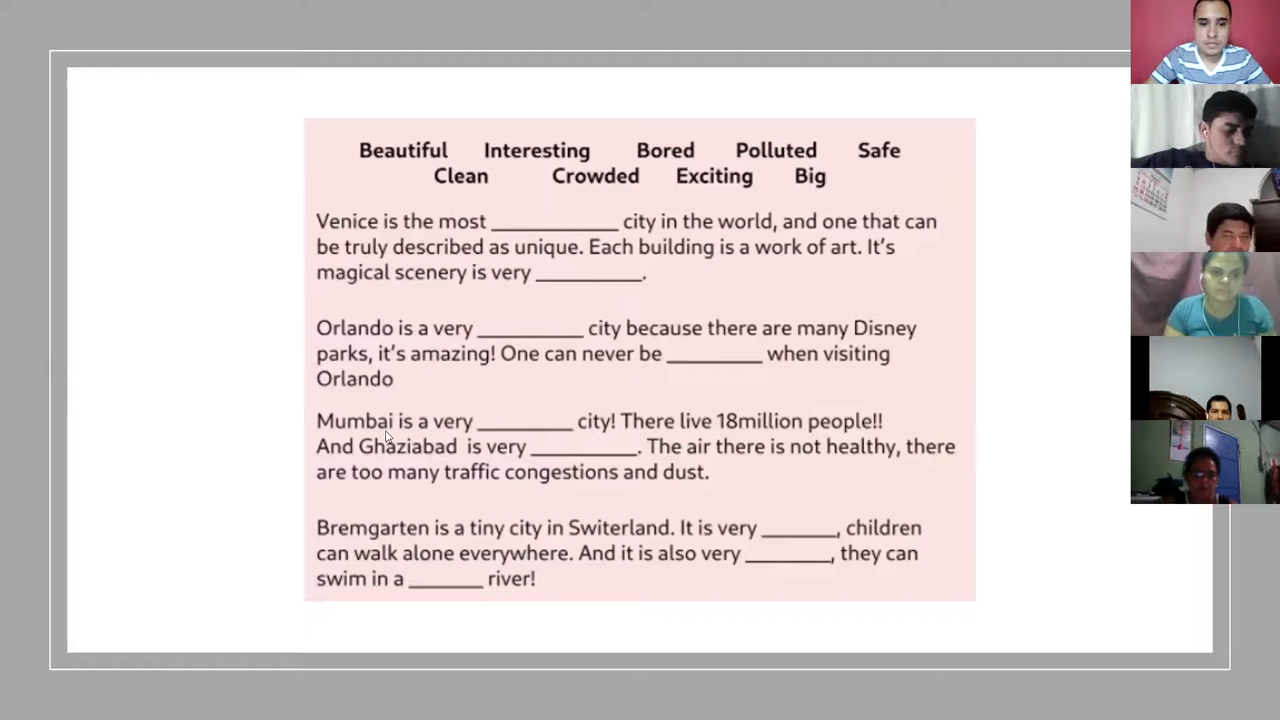 Beautiful Interesting Bored Polluted Safe
Clean Crowded Exciting Big
Venice is the most ____________ city in the world, and one that can
be truly described as unique. Each building is a work of art. It's
magical scenery is very __________.
Orlando is a very __________ city because there are many Disney
parks, it's amazing! One can never be _________ when visiting
Orlando
Mumbai is a very _________ city! There live 18million people!!
And Ghaziabad is very __________. The air there is not healthy, there
are too many traffic congestions and dust.
Bremgarten is a tiny city in Switerland. It is very _______, children
can walk alone everywhere. And it is also very ________, they can
swim in a _______ river!